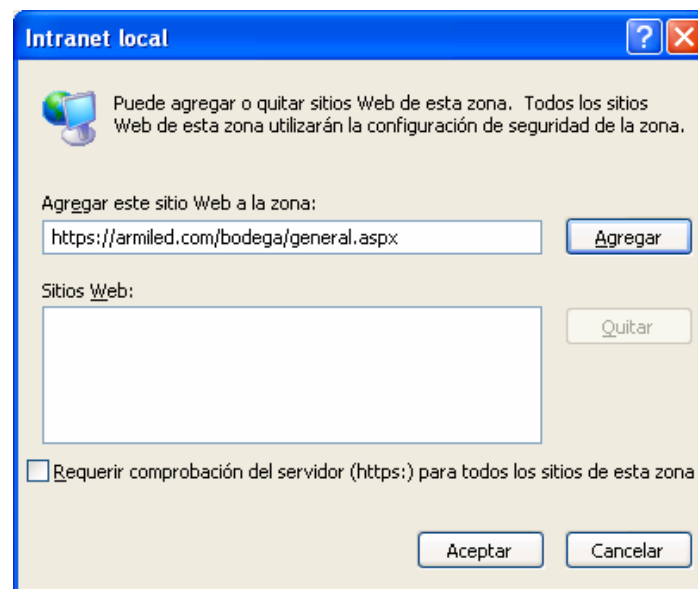 Intranet local
Puede agregar o quitar sitios Web de esta zona. Todos los sitios
Web de esta zona utilizarán la configuración de seguridad de la zona.
Agregar este sitio Web a la zona:
https://armiled.com/bodega/general.aspx
Agregar
Sitios Web:
Quitar
Requerir comprobación del servidor (https:) para todos los sitios de esta zona
Aceptar
Cancelar